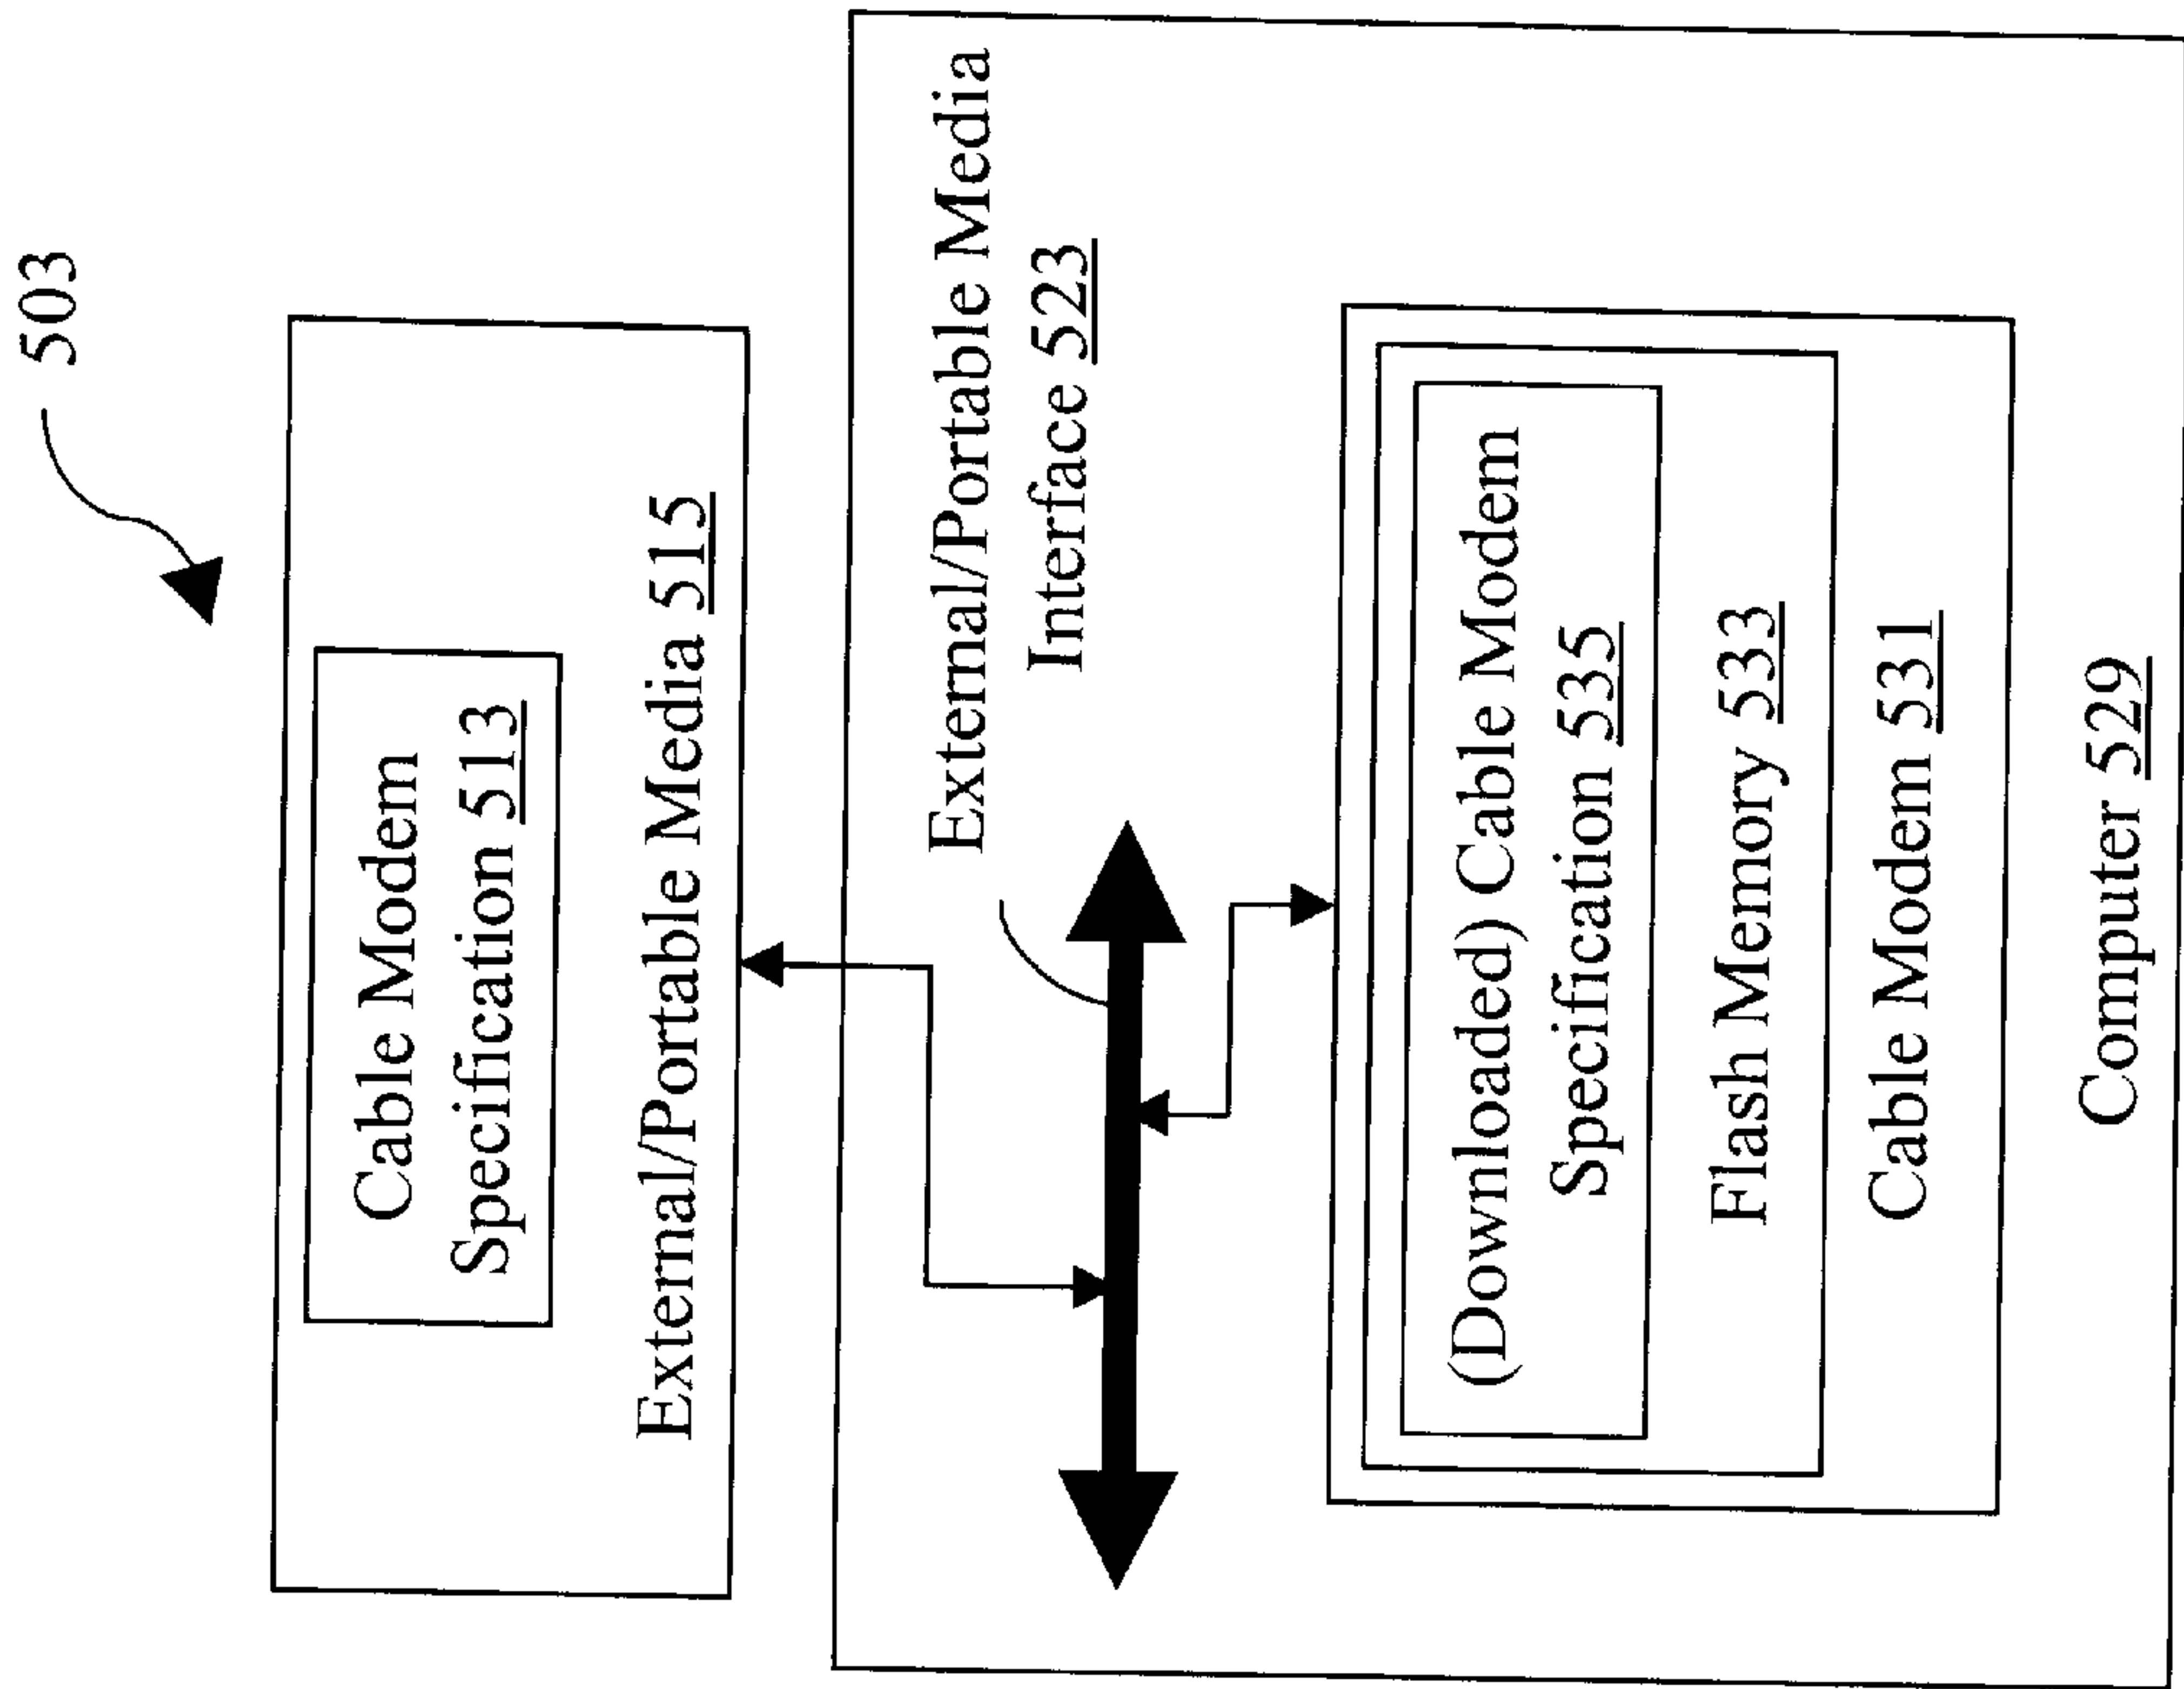 503
Cable Modem
Specification 513
External/Portable Media 515
External/Portable Media
Interface 523
(Downloaded) Cable Modem
Specification 535
Flash Memory 533
Cable Modem 531
Computer 529